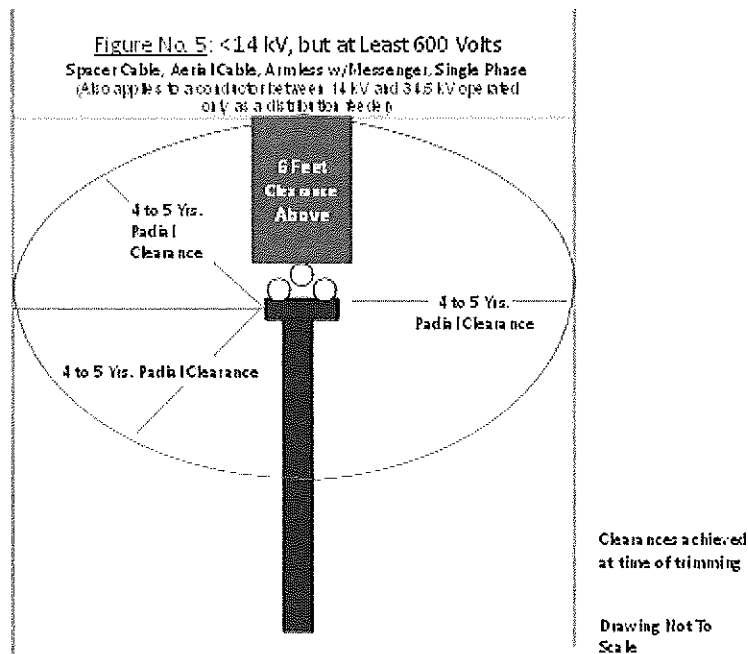 Figure No. 5: <14 kV, but at Least 600 Volts
Spacer Cable, Aerial Cable, Armless w/Messenger, Single Phase
(Also applies to a conductor between 14 kV and 34.5 kV operated
only as a distribution feeder)
6 Feet
Clearance
Above
4 to 5 Yrs.
Radial
Clearance
4 to 5 Yrs.
Radial Clearance
4 to 5 Yrs. Radial Clearance
Clearances achieved
at time of trimming
Drawing Not To
Scale